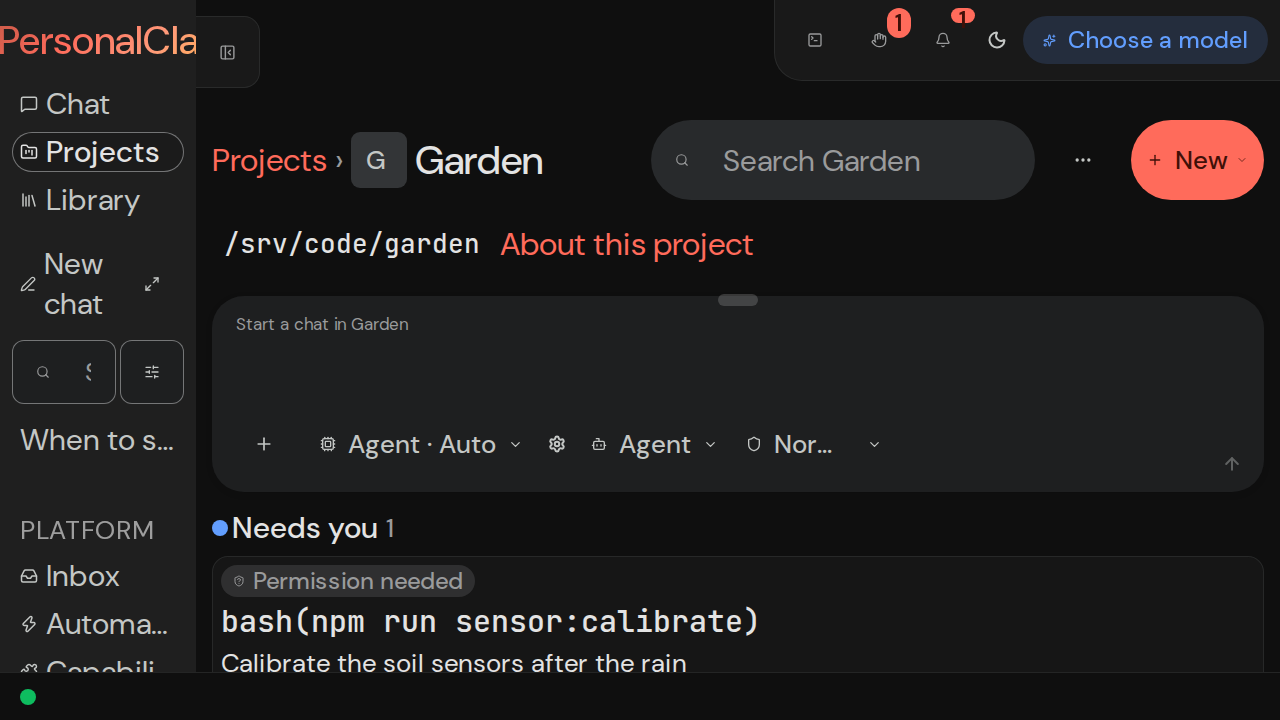 PersonalCla
Chat
Projects
Library
New chat
When to s...
PLATFORM
Inbox
Automa...
Capabili
1
1
Choose a model
Projects › G Garden
Search Garden
New
/srv/code/garden About this project
Start a chat in Garden
Agent · Auto
Agent
Nor...
Needs you 1
Permission needed
bash(npm run sensor:calibrate)
Calibrate the soil sensors after the rain